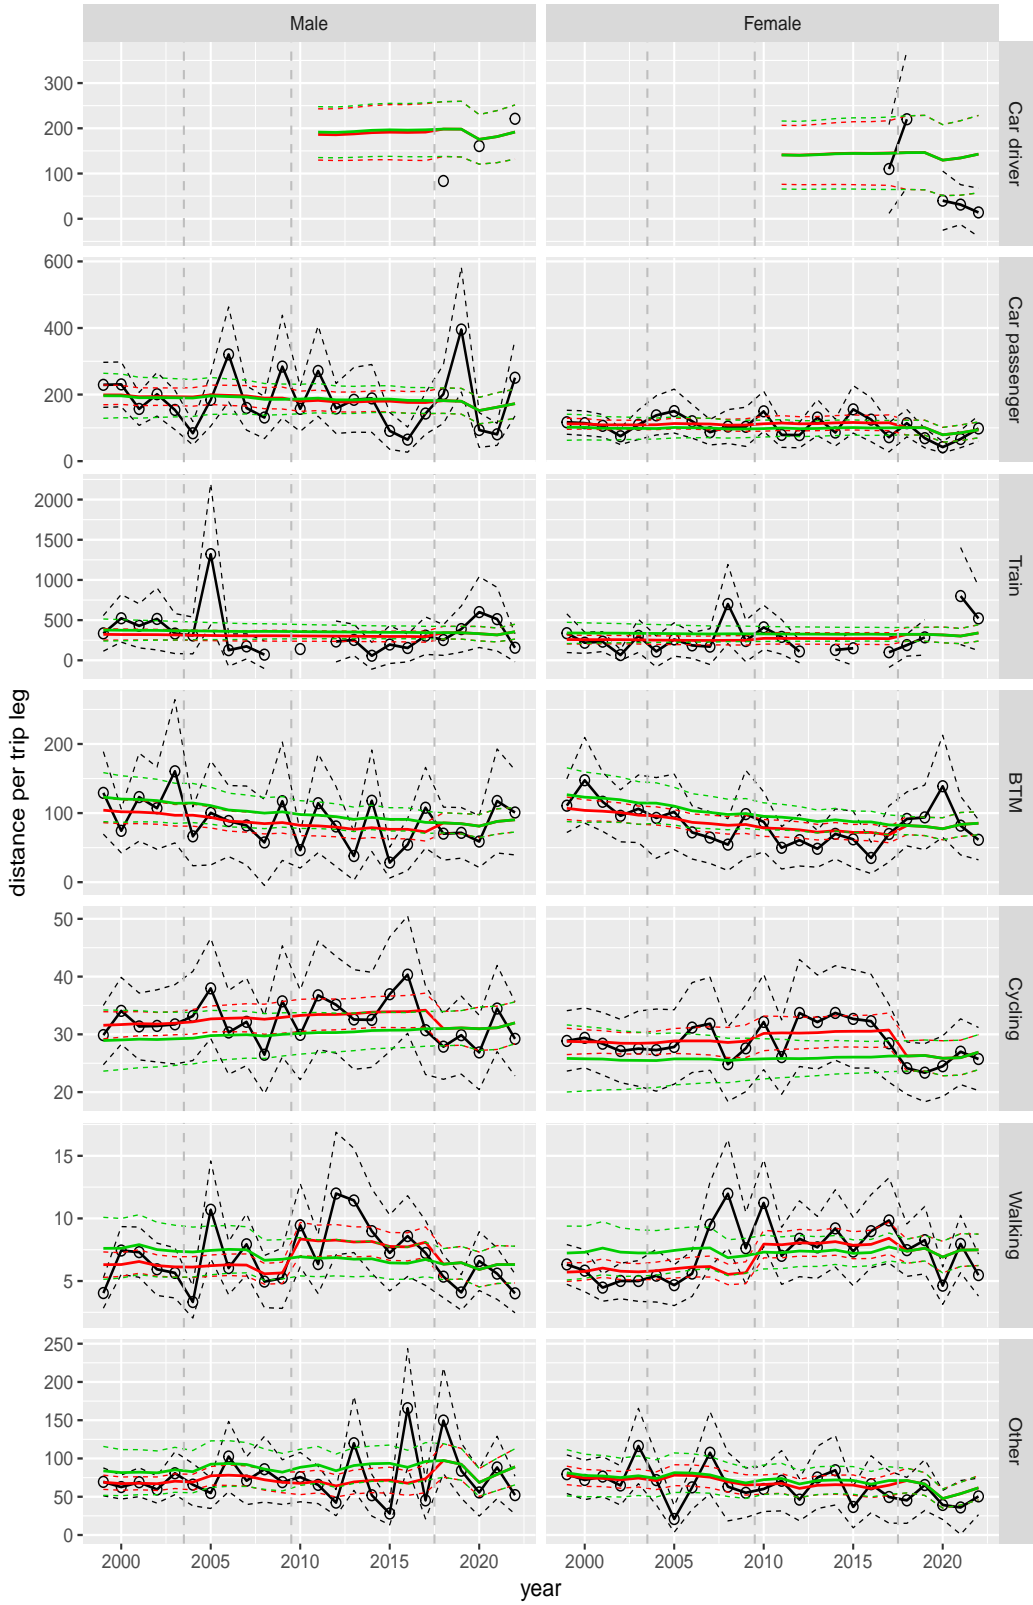 Male Female
300
200
100
0
Car driver
600
400
200
0
Car passenger
2000
1500
1000
500
0
Train
200
100
0
BTM
50
40
30
20
Cycling
15
10
5
Walking
250
200
150
100
50
0
Other
distance per trip leg
2000 2005 2010 2015 2020 2000 2005 2010 2015 2020
year